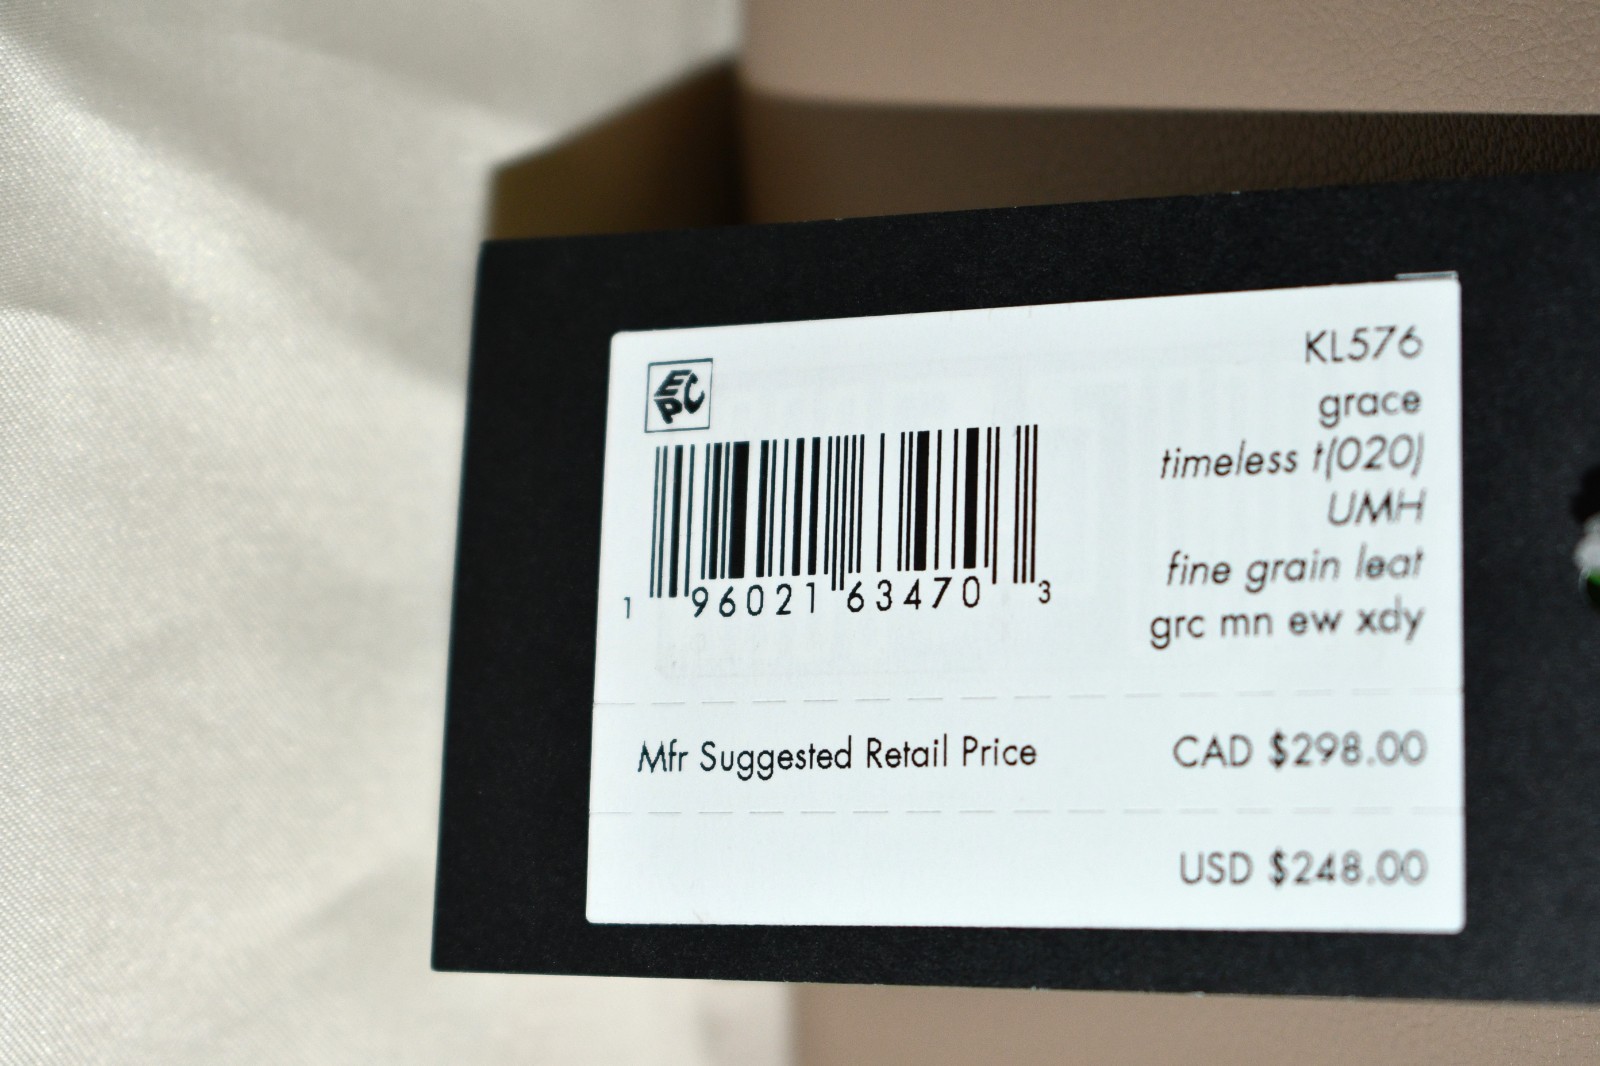 EPC
KL576
grace
timeless t(020)
UMH
fine grain leat
grc mn ew xdy
1 96021 63470 3
Mfr Suggested Retail Price CAD $298.00
USD $248.00